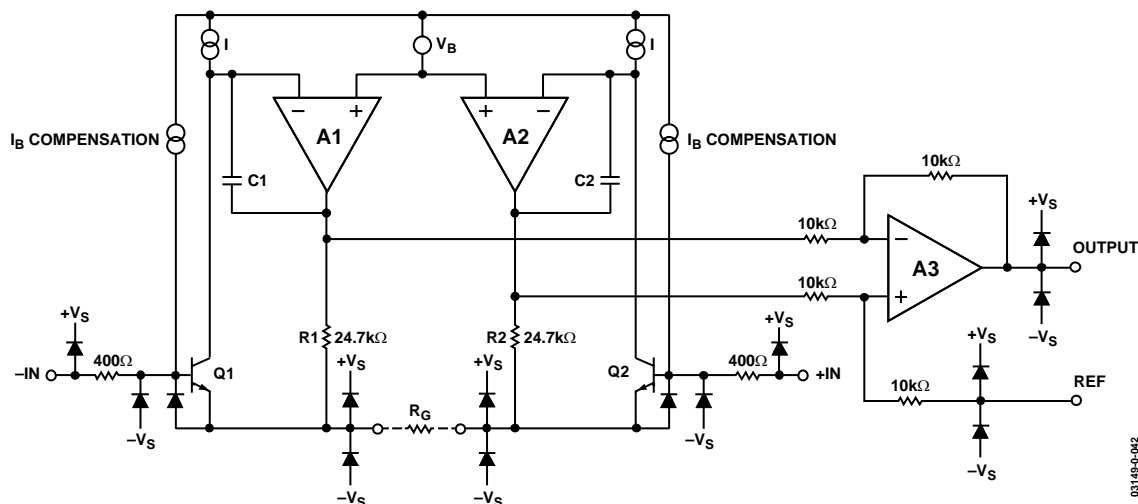 I
V_B
I
I_B COMPENSATION
A1
A2
I_B COMPENSATION
C1
C2
10kΩ
+V_S
10kΩ
OUTPUT
10kΩ
A3
−
+
−
+
+
−
−V_S
+V_S
R1
24.7kΩ
R2
24.7kΩ
+V_S
400Ω
+V_S
+V_S
400Ω
+V_S
−IN
Q1
Q2
+IN
10kΩ
REF
R_G
−V_S
−V_S
−V_S
−V_S
−V_S
03149-0-042